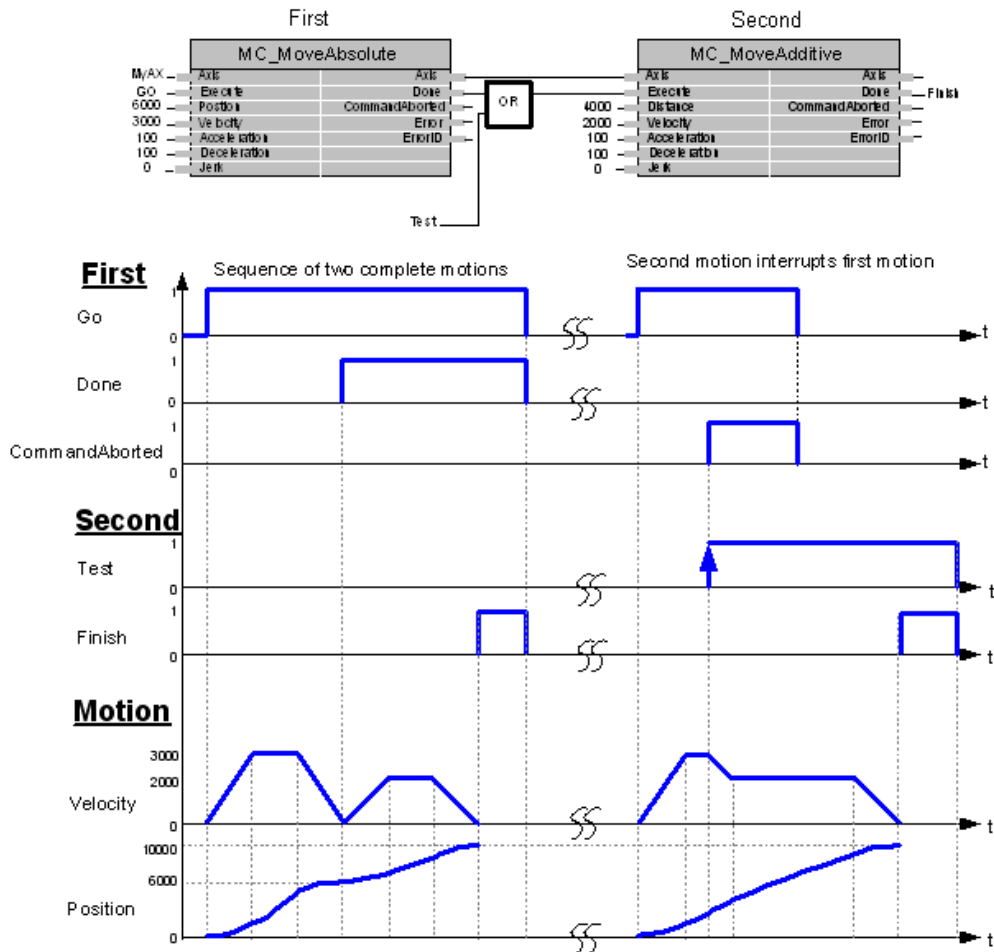 First Second
MC_MoveAbsolute MC_MoveAdditive
MyAX Axis Axis Axis Axis
GO Execute Done OR Execute Done Finish
6000 Position CommandAborted 4000 Distance CommandAborted
3000 Velocity Error 2000 Velocity Error
100 Acceleration ErrorID 100 Acceleration ErrorID
100 Deceleration 100 Deceleration
0 Jerk 0 Jerk
Test
First Sequence of two complete motions Second motion interrupts first motion
1
Go
0 t
1
Done
0 t
1
CommandAborted
0 t
Second
1
Test
0 t
1
Finish
0 t
Motion
3000
2000
Velocity
0 t
10000
6000
Position
0 t